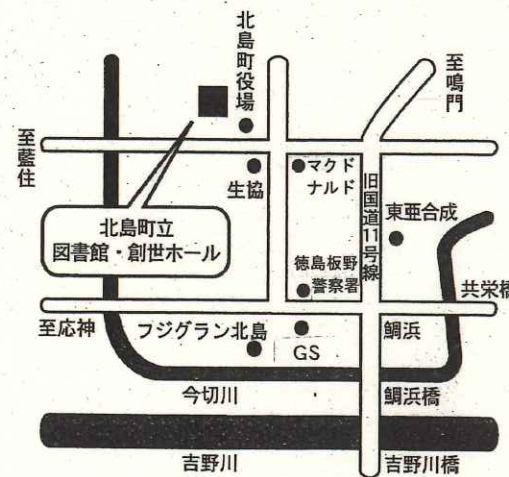 北島町役場
至鳴門
至藍住
生協
マクド
ナルド
旧国道11号線
東亜合成
北島町立
図書館・創世ホール
徳島板野
警察署
共栄橋
至応神
フジグラン北島
GS
鯛浜
今切川
鯛浜橋
吉野川
吉野川橋